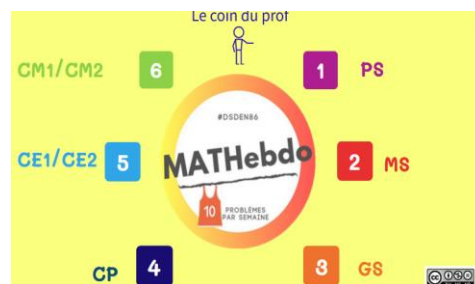 Le coin du prof
CM1/CM2
6
1
PS
#DSDEN86
CE1/CE2
5
MATHebdo
2
MS
10
PROBLÈMES
PAR SEMAINE
CP
4
3
GS